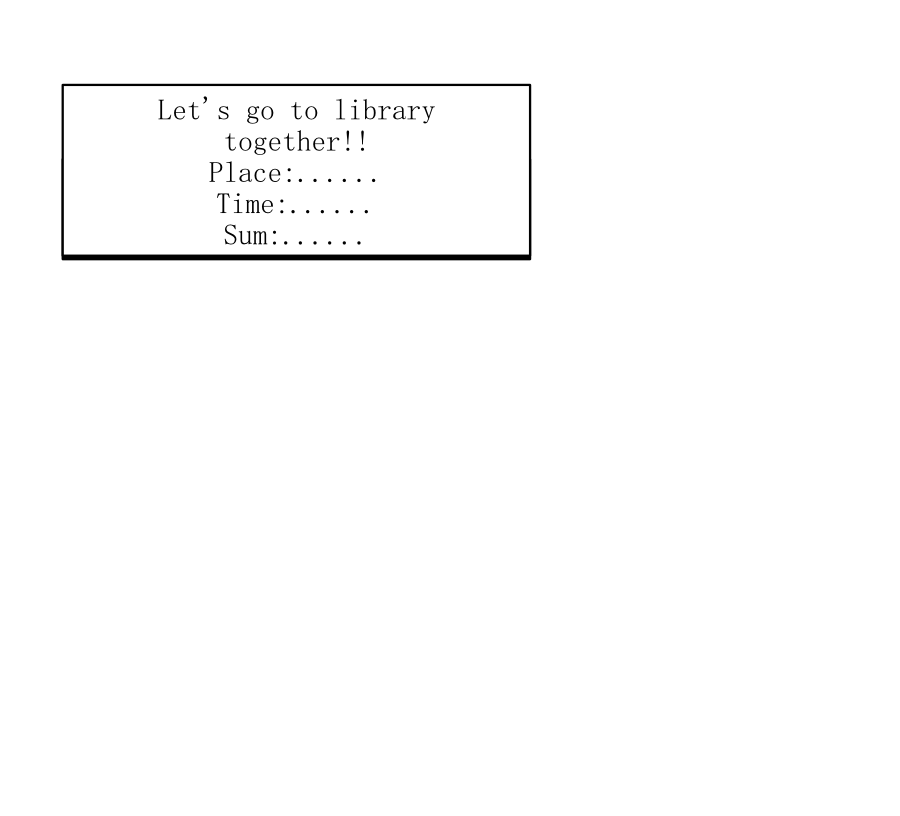 Let's go to library
together!!
Place:......
Time:......
Sum:......